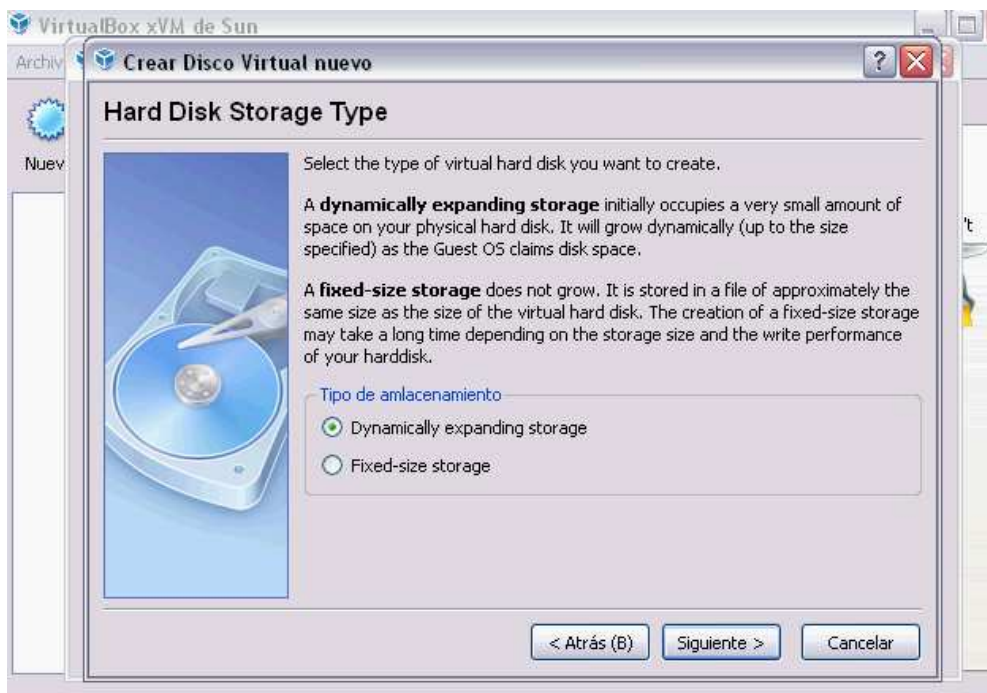 VirtualBox xVM de Sun
Archiv
Crear Disco Virtual nuevo
Hard Disk Storage Type
Nuev
Select the type of virtual hard disk you want to create.
A dynamically expanding storage initially occupies a very small amount of
space on your physical hard disk. It will grow dynamically (up to the size
specified) as the Guest OS claims disk space.
't
A fixed-size storage does not grow. It is stored in a file of approximately the
same size as the size of the virtual hard disk. The creation of a fixed-size storage
may take a long time depending on the storage size and the write performance
of your harddisk.
Tipo de amlacenamiento
Dynamically expanding storage
Fixed-size storage
< Atrás (B)
Siguiente >
Cancelar